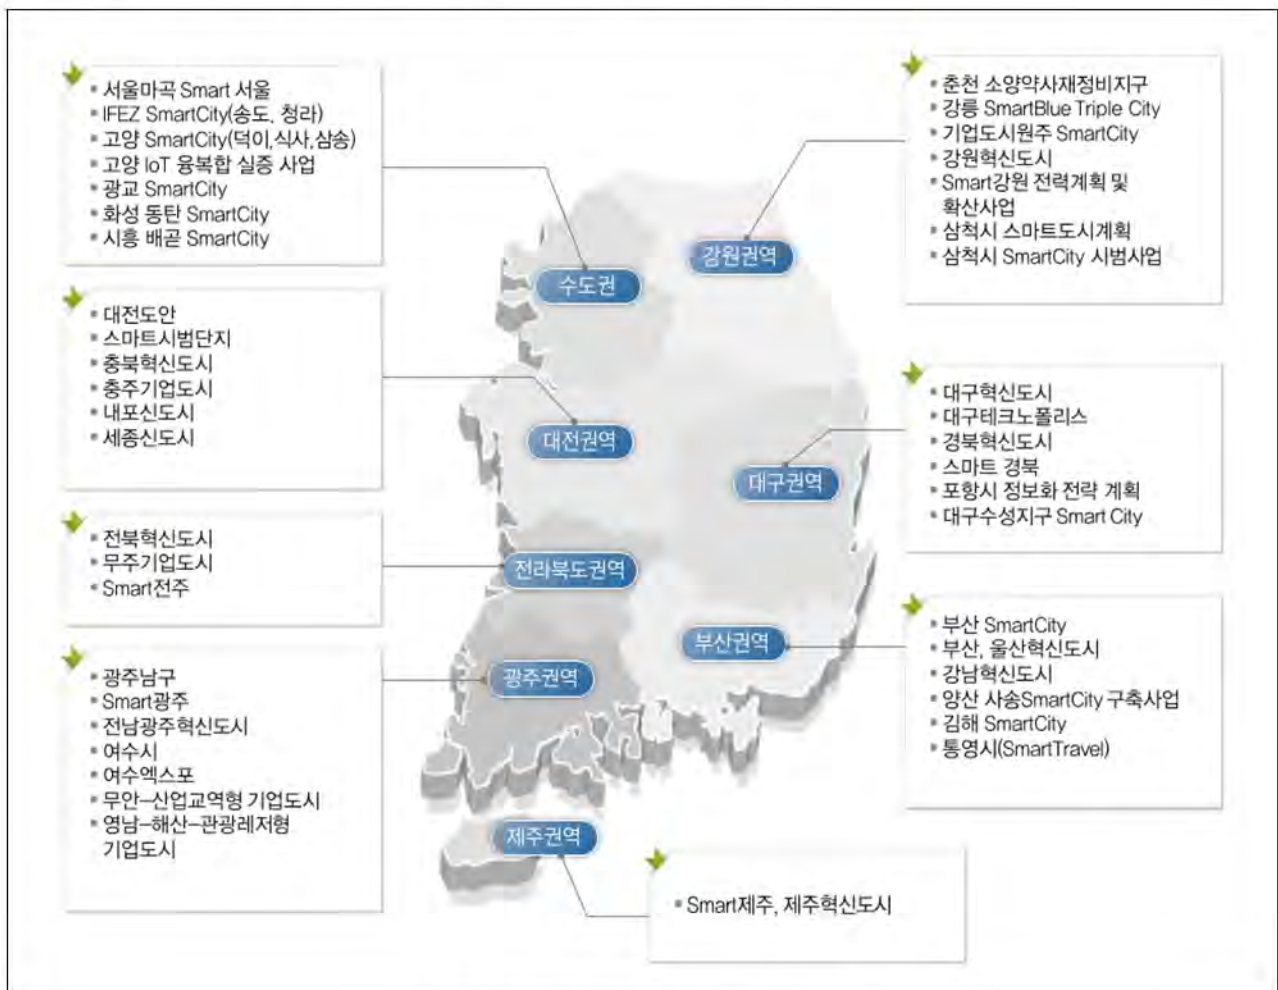 • 서울마곡 Smart 서울
• IFEZ SmartCity(송도, 청라)
• 고양 SmartCity(덕이,식사,삼송)
• 고양 IoT 융복합 실증 사업
• 광교 SmartCity
• 화성 동탄 SmartCity
• 시흥 배곧 SmartCity
• 춘천 소양약사재정비지구
• 강릉 SmartBlue Triple City
• 기업도시원주 SmartCity
• 강원혁신도시
• Smart강원 전력계획 및
확산사업
• 삼척시 스마트도시계획
• 삼척시 SmartCity 시범사업
강원권역
수도권
• 대전도안
• 스마트시범단지
• 충북혁신도시
• 충주기업도시
• 내포신도시
• 세종신도시
대전권역
• 대구혁신도시
• 대구테크노폴리스
• 경북혁신도시
• 스마트 경북
• 포항시 정보화 전략 계획
• 대구수성지구 Smart City
대구권역
• 전북혁신도시
• 무주기업도시
• Smart전주
전라북도권역
• 부산 SmartCity
• 부산, 울산혁신도시
• 강남혁신도시
• 양산 사송SmartCity 구축사업
• 김해 SmartCity
• 통영시(SmartTravel)
부산권역
• 광주남구
• Smart광주
• 전남광주혁신도시
• 여수시
• 여수엑스포
• 무안–산업교역형 기업도시
• 영남–해산–관광레저형
기업도시
광주권역
제주권역
• Smart제주, 제주혁신도시